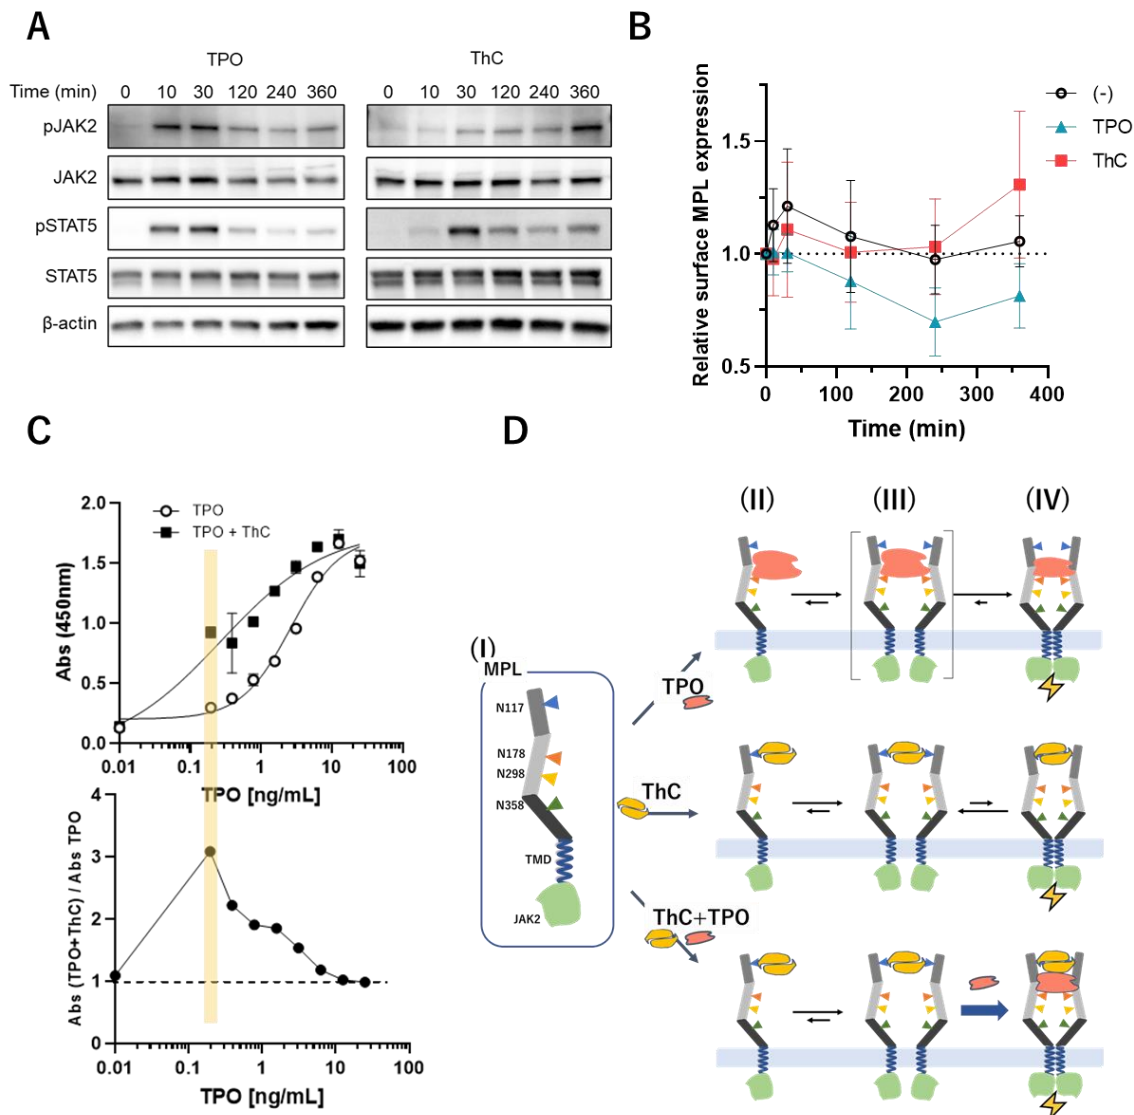 A
TPO
ThC
Time (min) 0 10 30 120 240 360 0 10 30 120 240 360
pJAK2
JAK2
pSTAT5
STAT5
β-actin
B
Relative surface MPL expression
1.5
1.0
0.5
0 100 200 300 400
Time (min)
(-)
TPO
ThC
C
Abs (450nm)
2.0
1.5
1.0
0.5
0.0
TPO
TPO + ThC
0.01 0.1 1 10 100
TPO [ng/mL]
Abs (TPO+ThC) / Abs TPO
4
3
2
1
0
0.01 0.1 1 10 100
TPO [ng/mL]
D
(I)
MPL
N117
N178
N298
N358
TMD
JAK2
(II) (III) (IV)
TPO
ThC
ThC+TPO